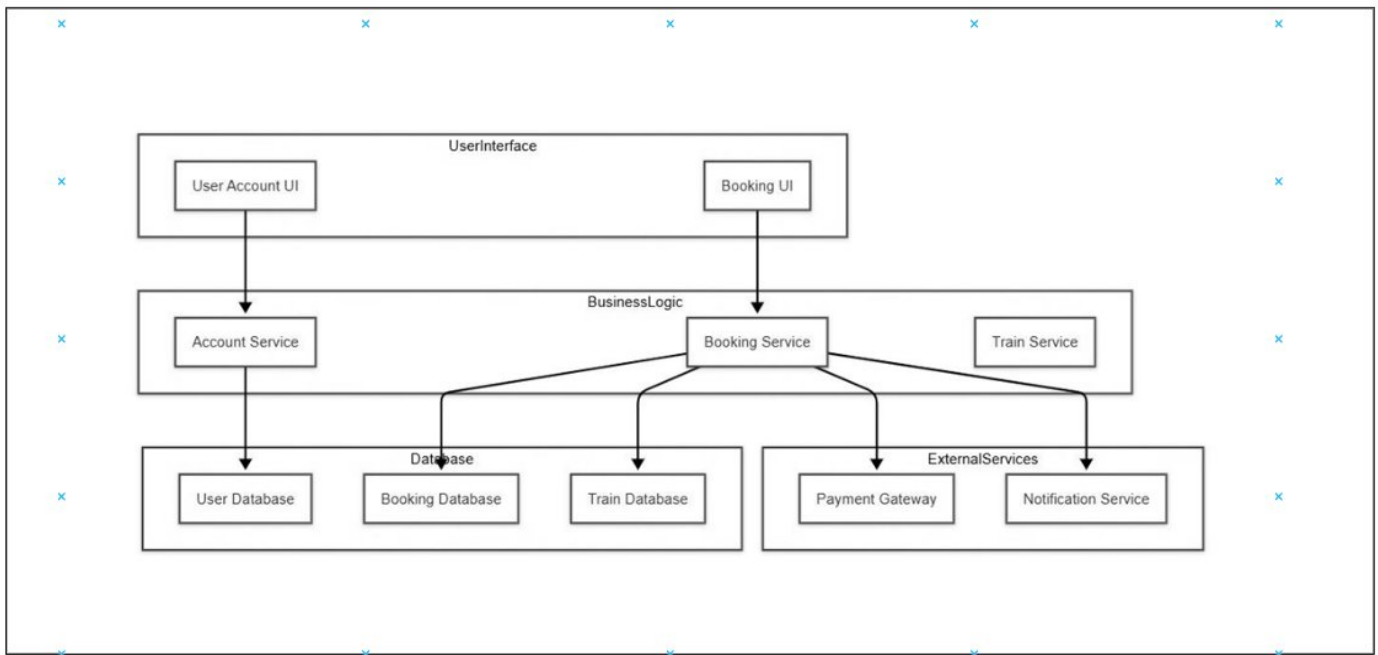 UserInterface
User Account UI
Booking UI
BusinessLogic
Account Service
Booking Service
Train Service
Database
ExternalServices
User Database
Booking Database
Train Database
Payment Gateway
Notification Service